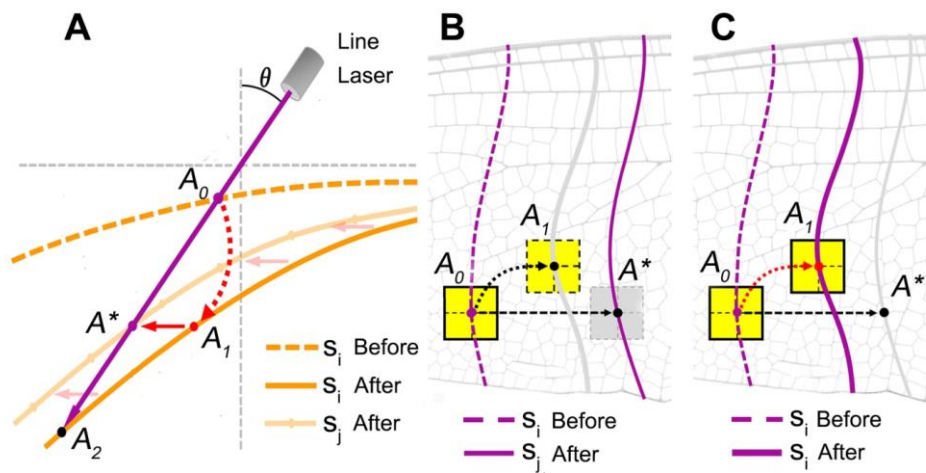 A
θ
Line
Laser
A₀
A*
A₁
A₂
Sᵢ Before
Sᵢ After
Sⱼ After
B
A₁
A₀
A*
Sᵢ Before
Sⱼ After
C
A₁
A₀
A*
Sᵢ Before
Sᵢ After